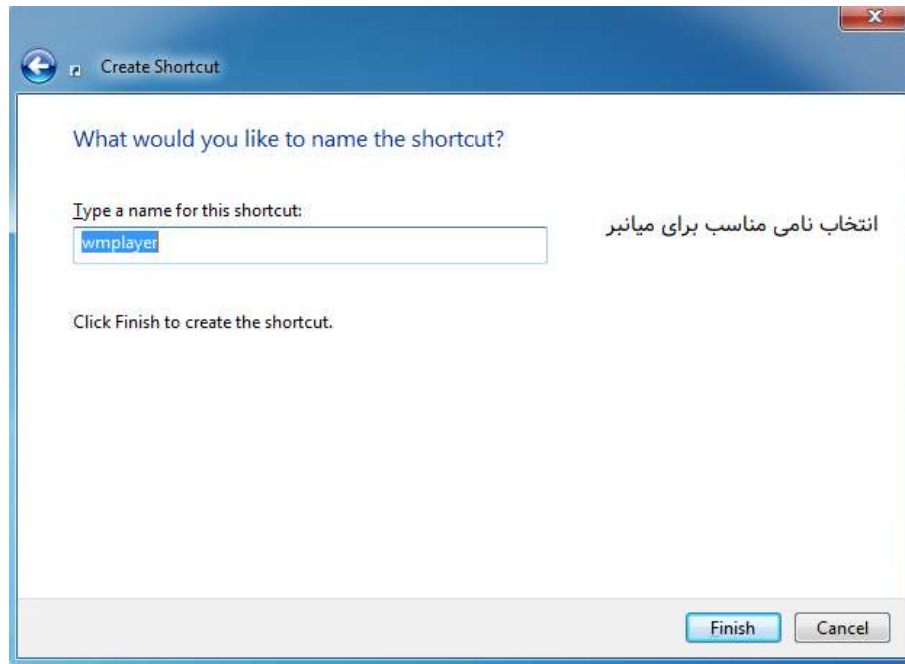 Create Shortcut
What would you like to name the shortcut?
Type a name for this shortcut:
wmplayer
انتخاب نامی مناسب برای میانبر
Click Finish to create the shortcut.
Finish
Cancel